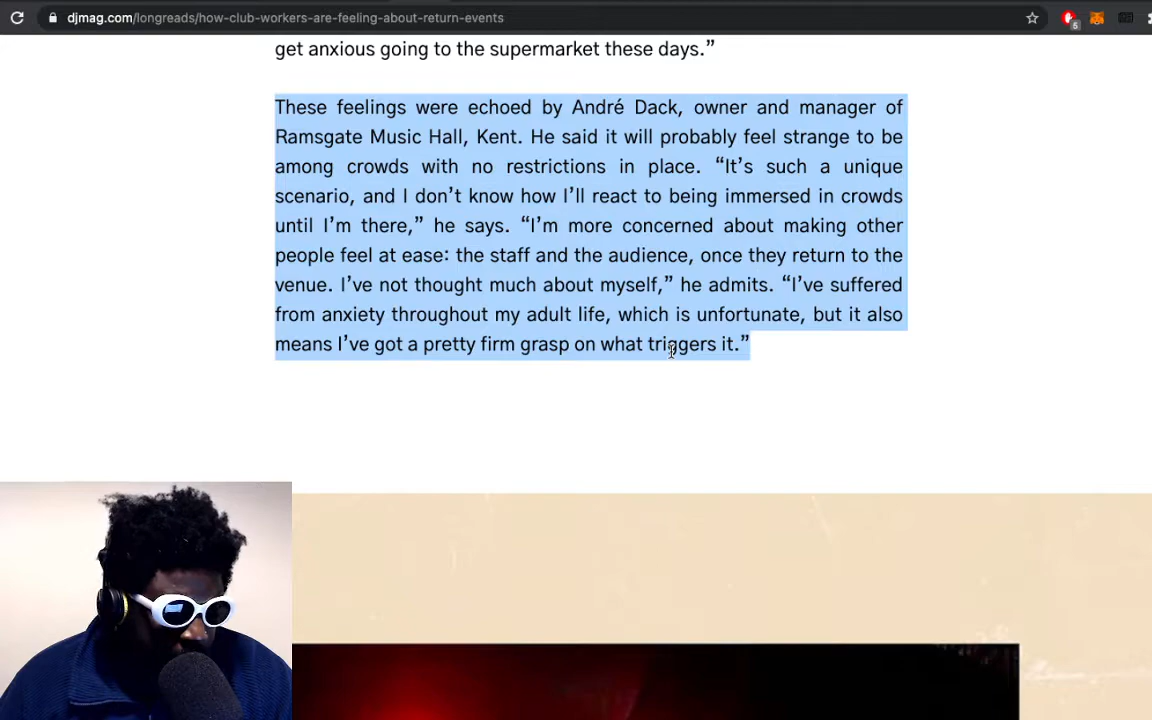 djmag.com/longreads/how-club-workers-are-feeling-about-return-events
5
get anxious going to the supermarket these days.”
These feelings were echoed by André Dack, owner and manager of
Ramsgate Music Hall, Kent. He said it will probably feel strange to be
among crowds with no restrictions in place. “It’s such a unique
scenario, and I don’t know how I’ll react to being immersed in crowds
until I’m there,” he says. “I’m more concerned about making other
people feel at ease: the staff and the audience, once they return to the
venue. I’ve not thought much about myself,” he admits. “I’ve suffered
from anxiety throughout my adult life, which is unfortunate, but it also
means I’ve got a pretty firm grasp on what triggers it.”